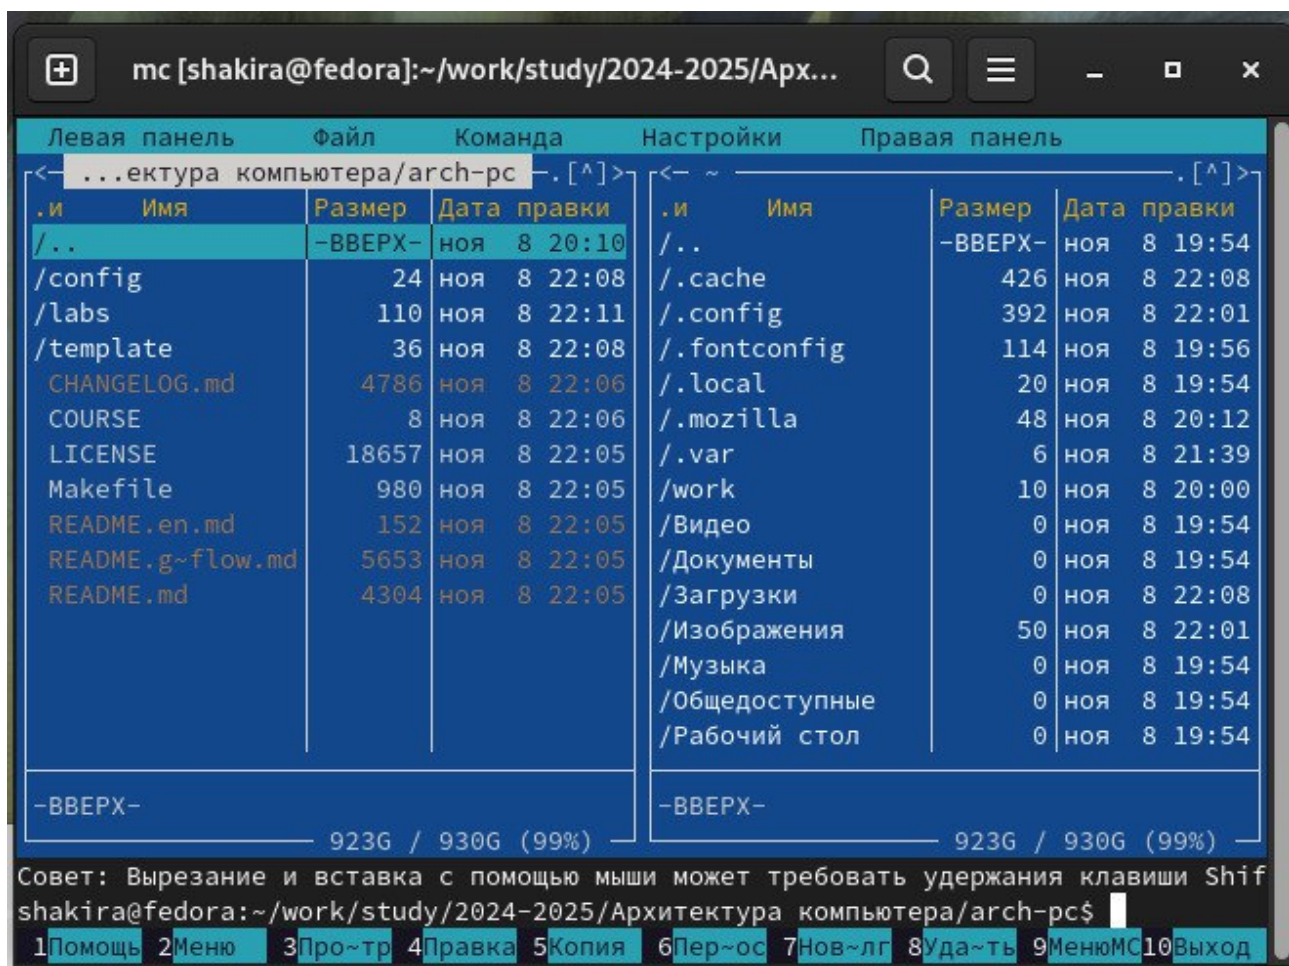 mc [shakira@fedora]:~/work/study/2024-2025/Арх...
Левая панель Файл Команда Настройки Правая панель
<─ ...ектура компьютера/arch-pc ─.[^]>
.и Имя Размер Дата правки
/.. -ВВЕРХ- ноя 8 20:10
/config 24 ноя 8 22:08
/labs 110 ноя 8 22:11
/template 36 ноя 8 22:08
CHANGELOG.md 4786 ноя 8 22:06
COURSE 8 ноя 8 22:06
LICENSE 18657 ноя 8 22:05
Makefile 980 ноя 8 22:05
README.en.md 152 ноя 8 22:05
README.g~flow.md 5653 ноя 8 22:05
README.md 4304 ноя 8 22:05
-ВВЕРХ-
923G / 930G (99%)
<─ ~ ─.[^]>
.и Имя Размер Дата правки
/.. -ВВЕРХ- ноя 8 19:54
/.cache 426 ноя 8 22:08
/.config 392 ноя 8 22:01
/.fontconfig 114 ноя 8 19:56
/.local 20 ноя 8 19:54
/.mozilla 48 ноя 8 20:12
/.var 6 ноя 8 21:39
/work 10 ноя 8 20:00
/Видео 0 ноя 8 19:54
/Документы 0 ноя 8 19:54
/Загрузки 0 ноя 8 22:08
/Изображения 50 ноя 8 22:01
/Музыка 0 ноя 8 19:54
/Общедоступные 0 ноя 8 19:54
/Рабочий стол 0 ноя 8 19:54
-ВВЕРХ-
923G / 930G (99%)
Совет: Вырезание и вставка с помощью мыши может требовать удержания клавиши Shif
shakira@fedora:~/work/study/2024-2025/Архитектура компьютера/arch-pc$
1Помощь 2Меню 3Про~тр 4Правка 5Копия 6Пер~ос 7Нов~лг 8Уда~ть 9МенюMC 10Выход